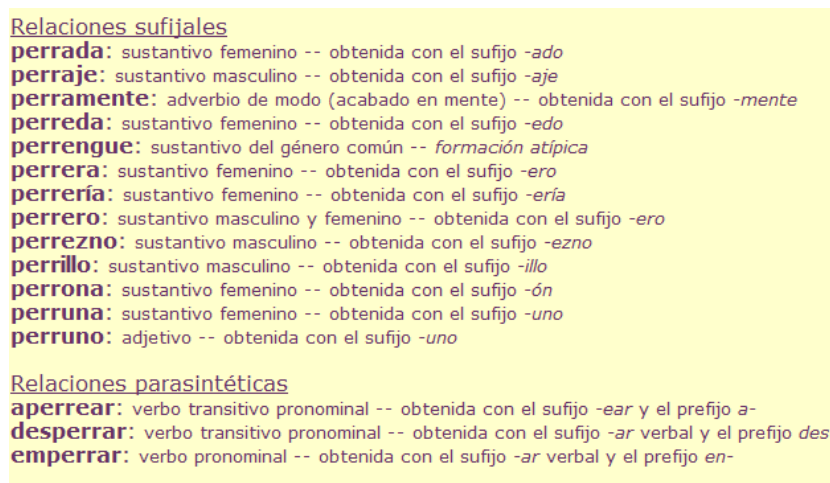 Relaciones sufijales
perrada: sustantivo femenino -- obtenida con el sufijo -ado
perraje: sustantivo masculino -- obtenida con el sufijo -aje
perramente: adverbio de modo (acabado en mente) -- obtenida con el sufijo -mente
perreda: sustantivo femenino -- obtenida con el sufijo -edo
perrengue: sustantivo del género común -- formación atípica
perrera: sustantivo femenino -- obtenida con el sufijo -ero
perrería: sustantivo femenino -- obtenida con el sufijo -ería
perrero: sustantivo masculino y femenino -- obtenida con el sufijo -ero
perrezno: sustantivo masculino -- obtenida con el sufijo -ezno
perrillo: sustantivo masculino -- obtenida con el sufijo -illo
perrona: sustantivo femenino -- obtenida con el sufijo -ón
perruna: sustantivo femenino -- obtenida con el sufijo -uno
perruno: adjetivo -- obtenida con el sufijo -uno
Relaciones parasintéticas
aperrear: verbo transitivo pronominal -- obtenida con el sufijo -ear y el prefijo a-
desperrar: verbo transitivo pronominal -- obtenida con el sufijo -ar verbal y el prefijo des
emperrar: verbo pronominal -- obtenida con el sufijo -ar verbal y el prefijo en-